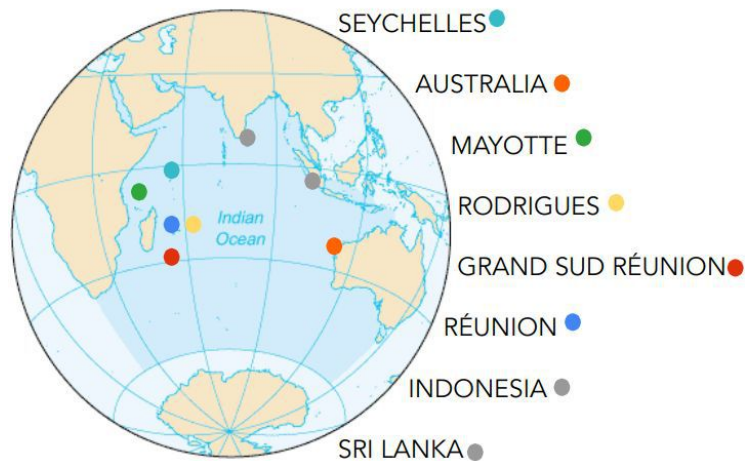 SEYCHELLES
AUSTRALIA
MAYOTTE
RODRIGUES
Indian
Ocean
GRAND SUD RÉUNION
RÉUNION
INDONESIA
SRI LANKA